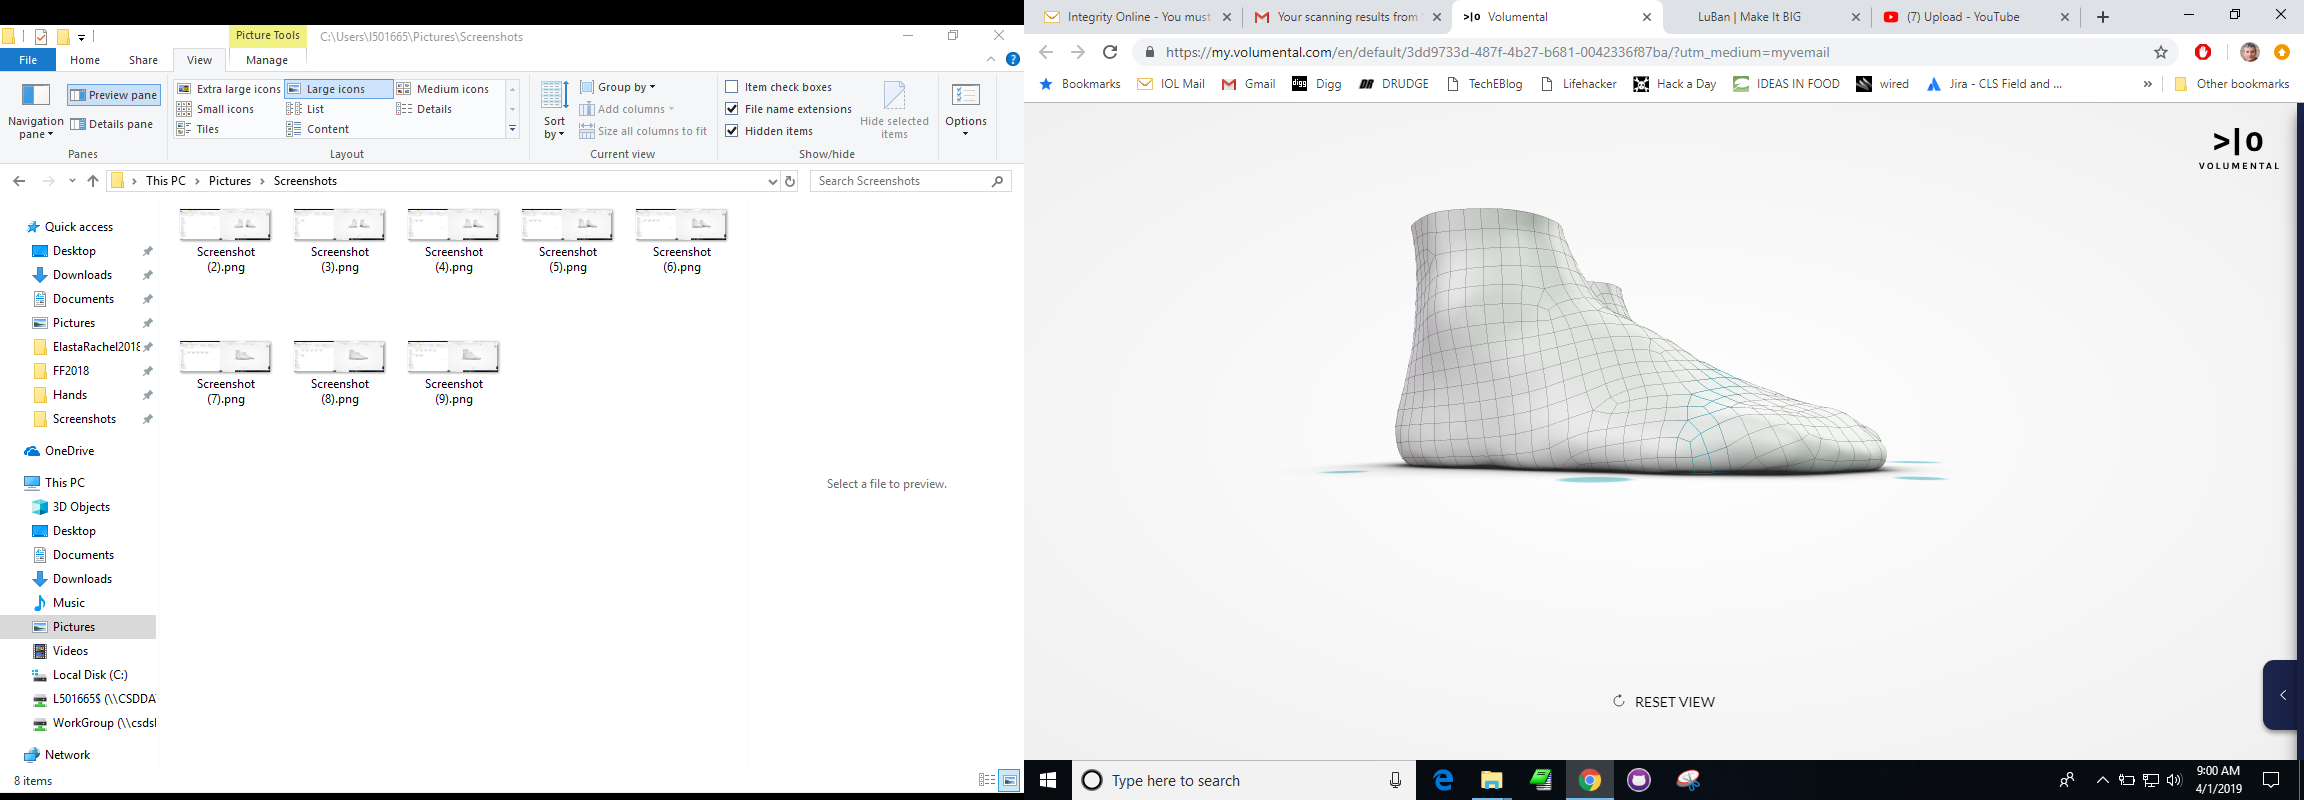 Picture Tools
C:\Users\I501665\Pictures\Screenshots
File
Home
Share
View
Manage
Navigation pane
Preview pane
Details pane
Panes
Extra large icons
Large icons
Medium icons
Small icons
List
Details
Tiles
Content
Layout
Sort by
Group by
Add columns
Size all columns to fit
Current view
Item check boxes
File name extensions
Hidden items
Hide selected items
Show/hide
Options
This PC
Pictures
Screenshots
Search Screenshots
Quick access
Desktop
Downloads
Documents
Pictures
ElastaRachel2018
FF2018
Hands
Screenshots
OneDrive
This PC
3D Objects
Desktop
Documents
Downloads
Music
Pictures
Videos
Local Disk (C:)
L501665$ (\\CSDDA
WorkGroup (\\csds
Network
8 items
Screenshot (2).png
Screenshot (3).png
Screenshot (4).png
Screenshot (5).png
Screenshot (6).png
Screenshot (7).png
Screenshot (8).png
Screenshot (9).png
Select a file to preview.
Integrity Online - You must
Your scanning results from
>|o Volumental
LuBan | Make It BIG
(7) Upload - YouTube
https://my.volumental.com/en/default/3dd9733d-487f-4b27-b681-0042336f87ba/?utm_medium=myvemail
Bookmarks
IOL Mail
Gmail
digg
Digg
DR
DRUDGE
TechEBlog
Lifehacker
Hack a Day
IDEAS IN FOOD
wired
Jira - CLS Field and ...
»
Other bookmarks
>|o
VOLUMENTAL
RESET VIEW
Type here to search
9:00 AM
4/1/2019